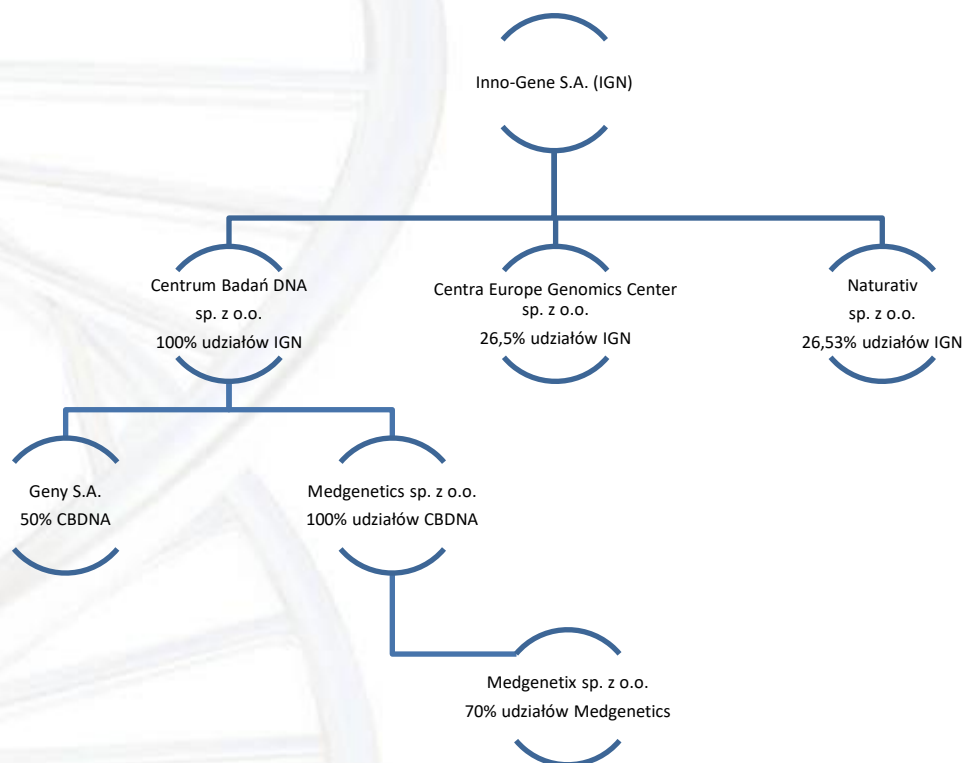 Inno-Gene S.A. (IGN)
Centrum Badań DNA
sp. z o.o.
100% udziałów IGN
Centra Europe Genomics Center
sp. z o.o.
26,5% udziałów IGN
Naturativ
sp. z o.o.
26,53% udziałów IGN
Geny S.A.
50% CBDNA
Medgenetics sp. z o.o.
100% udziałów CBDNA
Medgenetix sp. z o.o.
70% udziałów Medgenetics